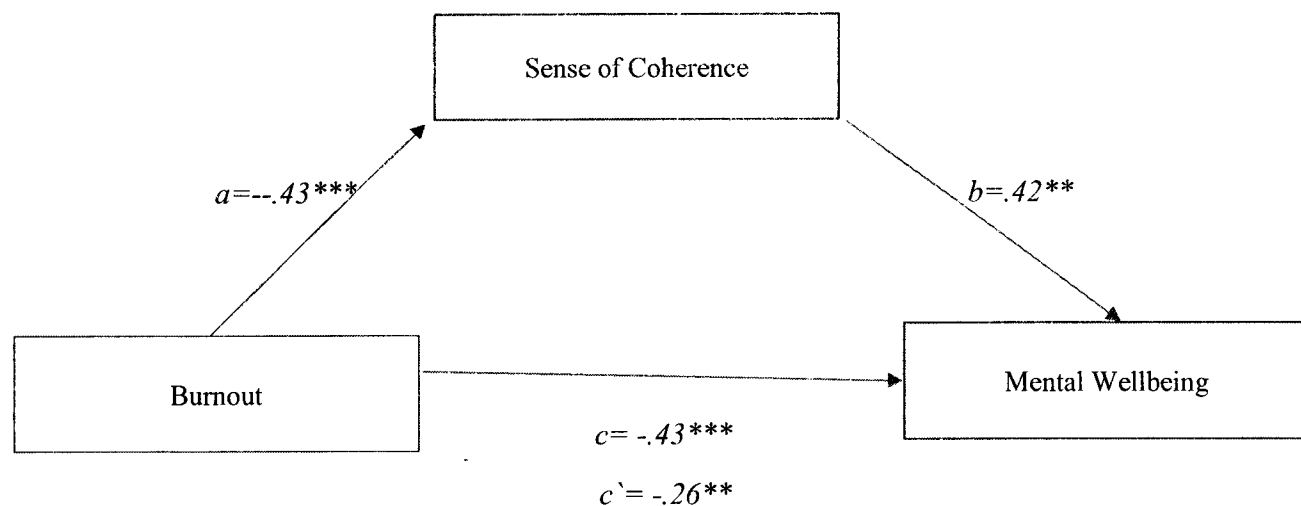 Sense of Coherence
a=--.43***
b=.42**
Burnout
Mental Wellbeing
c= -.43***
c`= -.26**